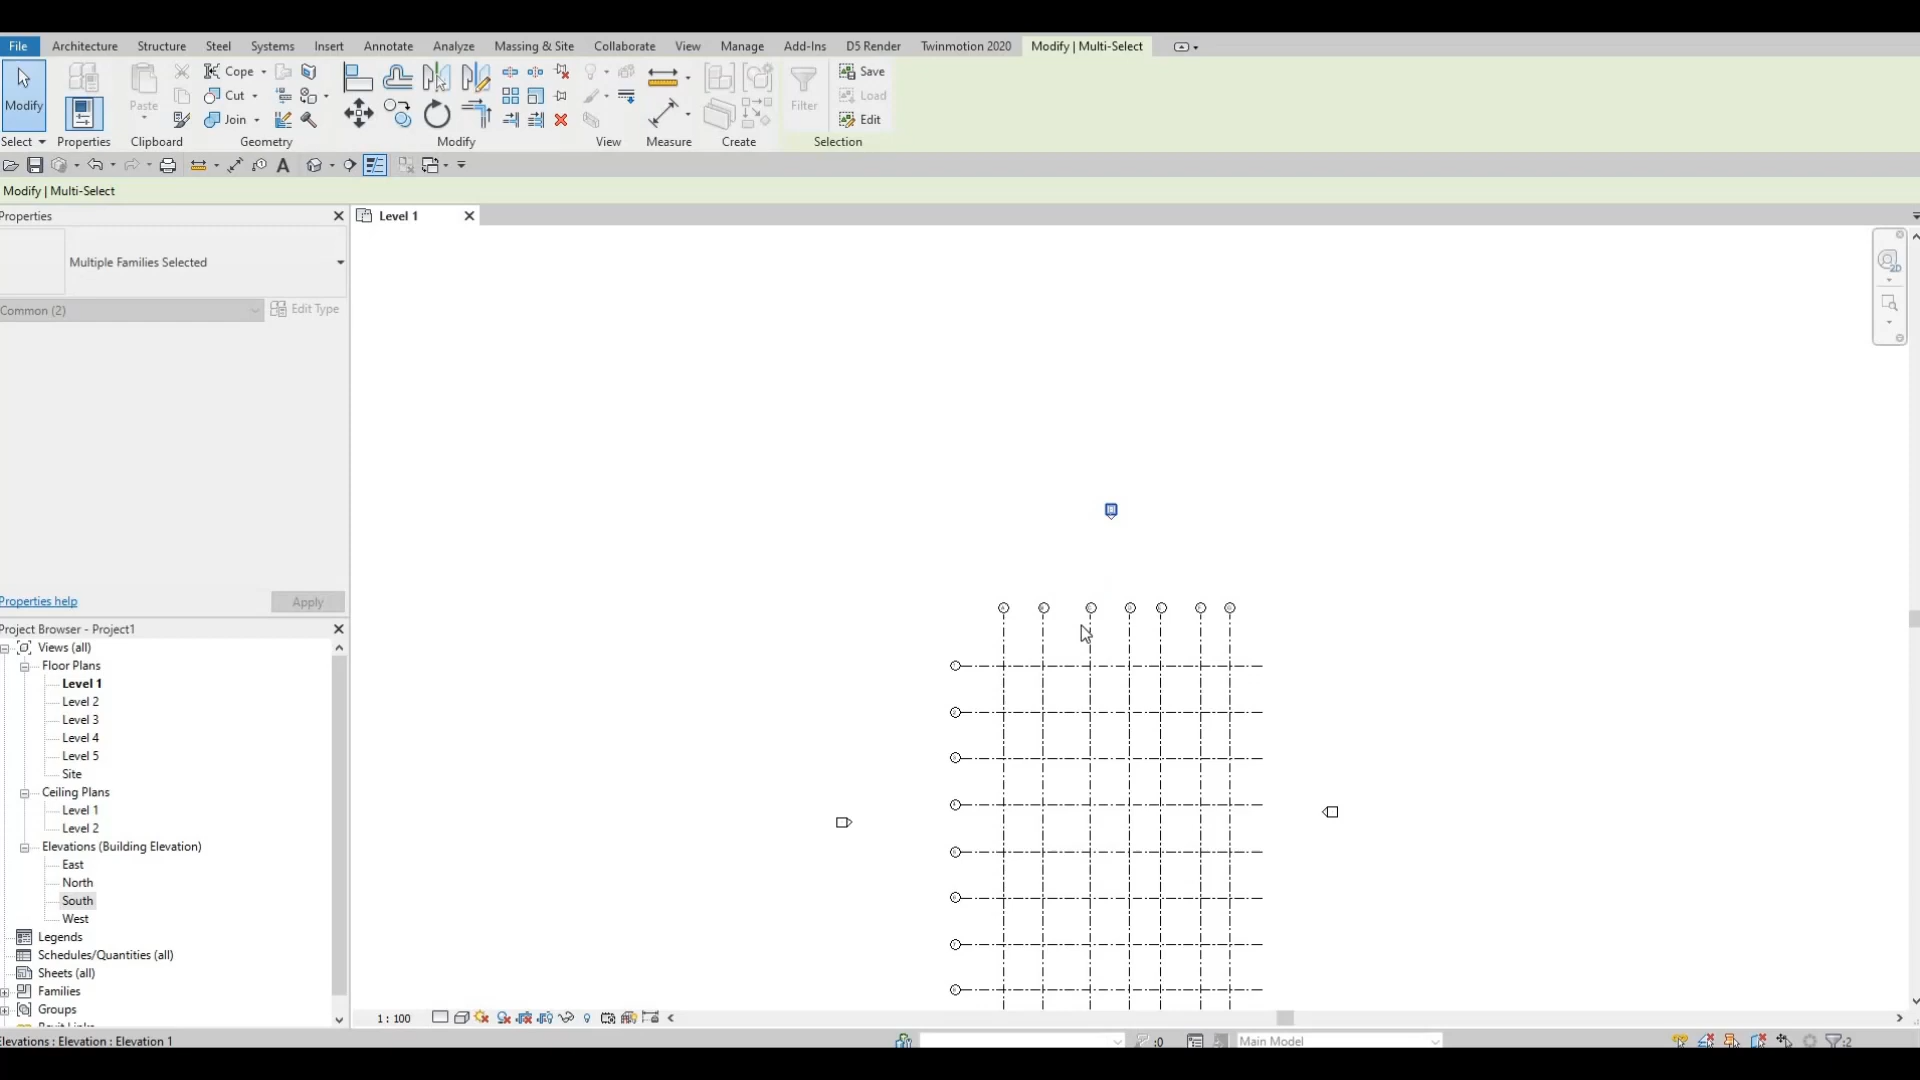 File Architecture Structure Steel Systems Insert Annotate Analyze Massing & Site Collaborate View Manage Add-Ins D5 Render Twinmotion 2020 Modify | Multi-Select
Modify
Paste
Cope
Cut
Join
Filter
Save
Load
Edit
Select Properties Clipboard Geometry Modify View Measure Create Selection
Modify | Multi-Select
Properties
Level 1
Multiple Families Selected
Common (2)
Edit Type
2D
Properties help
Apply
Project Browser - Project1
Views (all)
Floor Plans
Level 1
Level 2
Level 3
Level 4
Level 5
Site
Ceiling Plans
Level 1
Level 2
Elevations (Building Elevation)
East
North
South
West
Legends
Schedules/Quantities (all)
Sheets (all)
Families
Groups
Revit Links
1 : 100
Elevations : Elevation : Elevation 1
:0
Main Model
:2